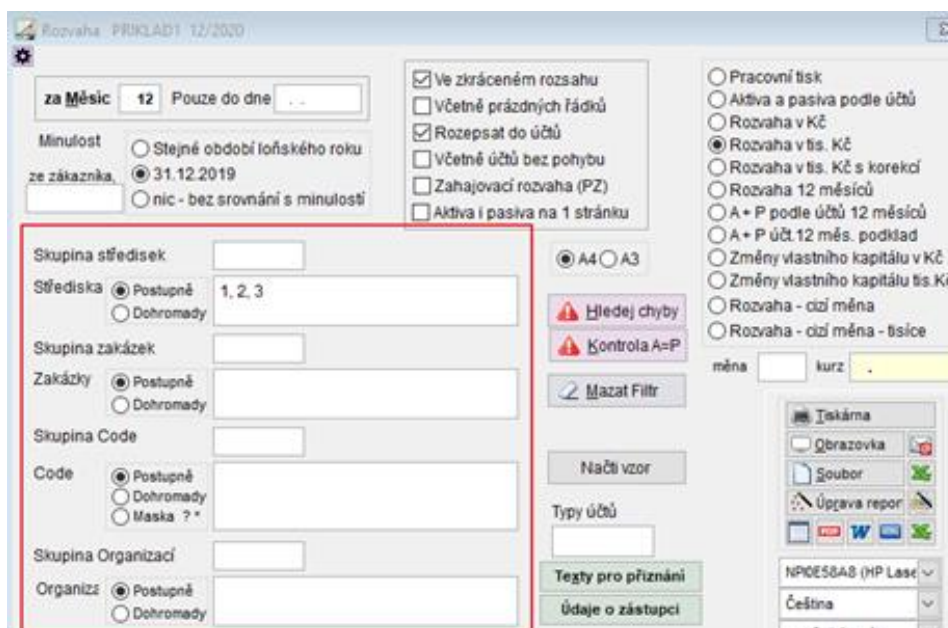 Rozvaha PRIKLAD1 12/2020
za Měsíc 12 Pouze do dne . .
Minulost
Stejné období loňského roku
ze zákazníka,
31.12.2019
nic - bez srovnání s minulostí
Ve zkráceném rozsahu
Včetně prázdných řádků
Rozepsat do účtů
Včetně účtů bez pohybu
Zahajovací rozvaha (PZ)
Aktiva i pasiva na 1 stránku
Pracovní tisk
Aktiva a pasiva podle účtů
Rozvaha v Kč
Rozvaha v tis. Kč
Rozvaha v tis. Kč s korekcí
Rozvaha 12 měsíců
A + P podle účtů 12 měsíců
A + P účt.12 měs. podklad
Změny vlastního kapitálu v Kč
Změny vlastního kapitálu tis.Kč
Rozvaha - cizí měna
Rozvaha - cizí měna - tisíce
Skupina středisek
Střediska Postupně 1, 2, 3
Dohromady
Skupina zakázek
Zakázky Postupně
Dohromady
Skupina Code
Code Postupně
Dohromady
Maska ? *
Skupina Organizací
Organiza Postupně
Dohromady
A4 A3
Hledej chyby
Kontrola A=P
Mazat Filtr
Načti vzor
Typy účtů
Texty pro přiznání
Údaje o zástupci
měna kurz .
Tiskárna
Obrazovka
Soubor
Úprava repor
PDF W
NPI0E58A8 (HP Lase
Čeština